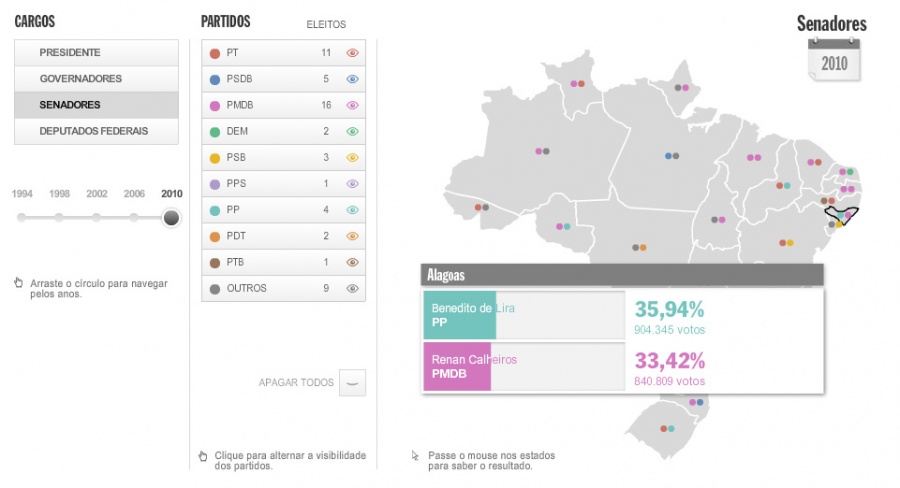 CARGOS
PRESIDENTE
GOVERNADORES
SENADORES
DEPUTADOS FEDERAIS
1994 1998 2002 2006 2010
Arraste o círculo para navegar
pelos anos.
PARTIDOS ELEITOS
PT 11
PSDB 5
PMDB 16
DEM 2
PSB 3
PPS 1
PP 4
PDT 2
PTB 1
OUTROS 9
APAGAR TODOS
Clique para alternar a visibilidade
dos partidos.
Senadores
2010
Alagoas
Benedito de Lira
PP
35,94%
904.345 votos
Renan Calheiros
PMDB
33,42%
840.809 votos
Passe o mouse nos estados
para saber o resultado.